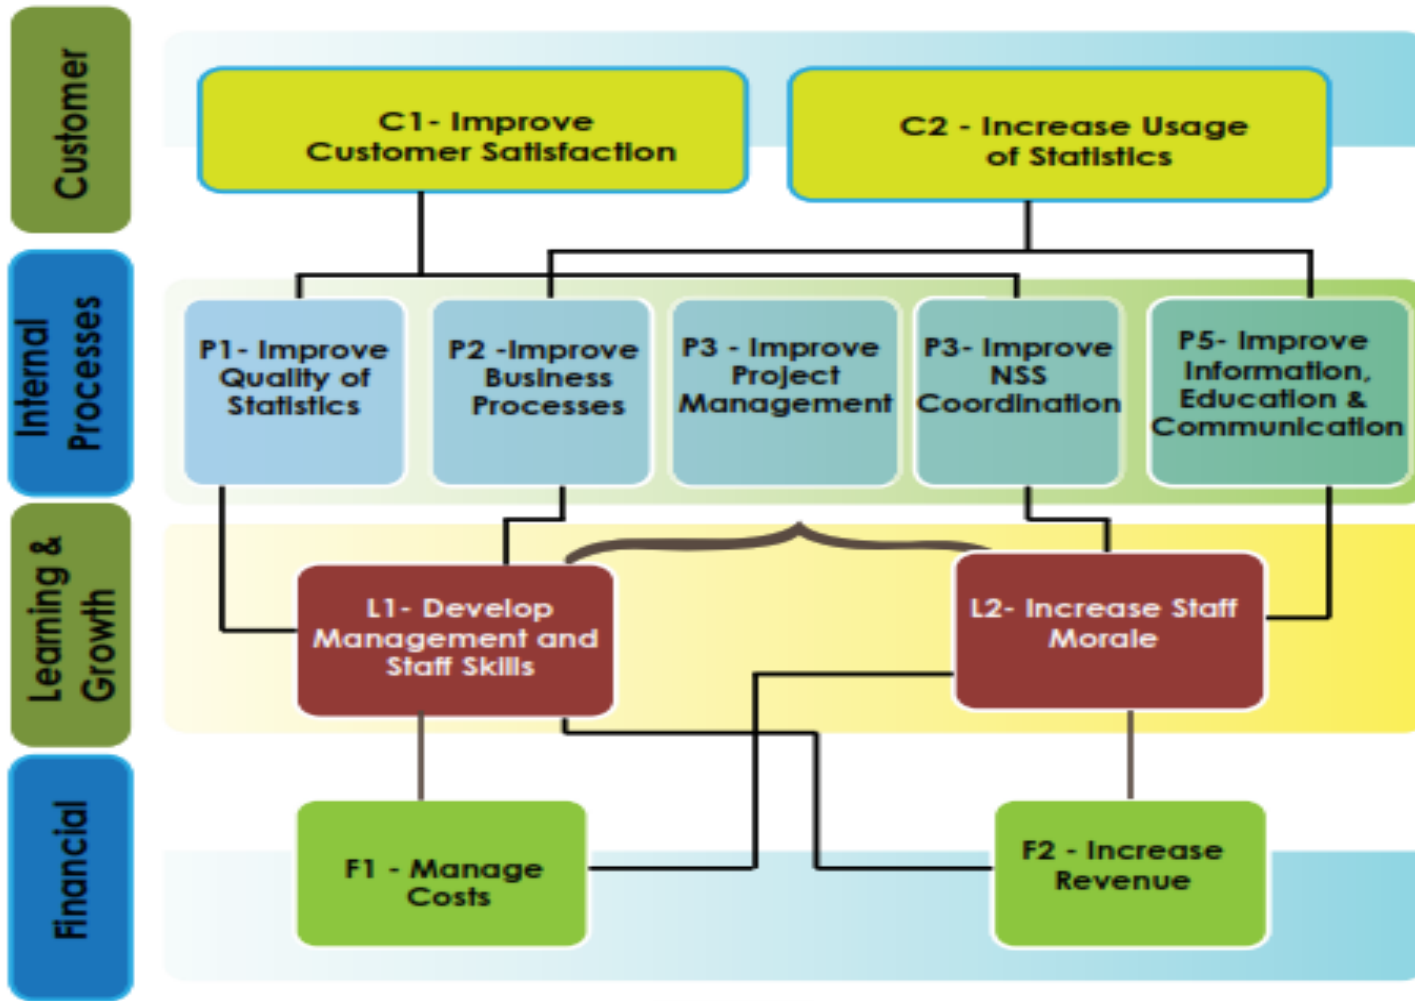 Customer
C1- Improve
Customer Satisfaction
C2 - Increase Usage
of Statistics
Internal
Processes
P1- Improve
Quality of
Statistics
P2 -Improve
Business
Processes
P3 - Improve
Project
Management
P3- Improve
NSS
Coordination
P5- Improve
Information,
Education &
Communication
Learning &
Growth
L1- Develop
Management and
Staff Skills
L2- Increase Staff
Morale
Financial
F1 - Manage
Costs
F2 - Increase
Revenue